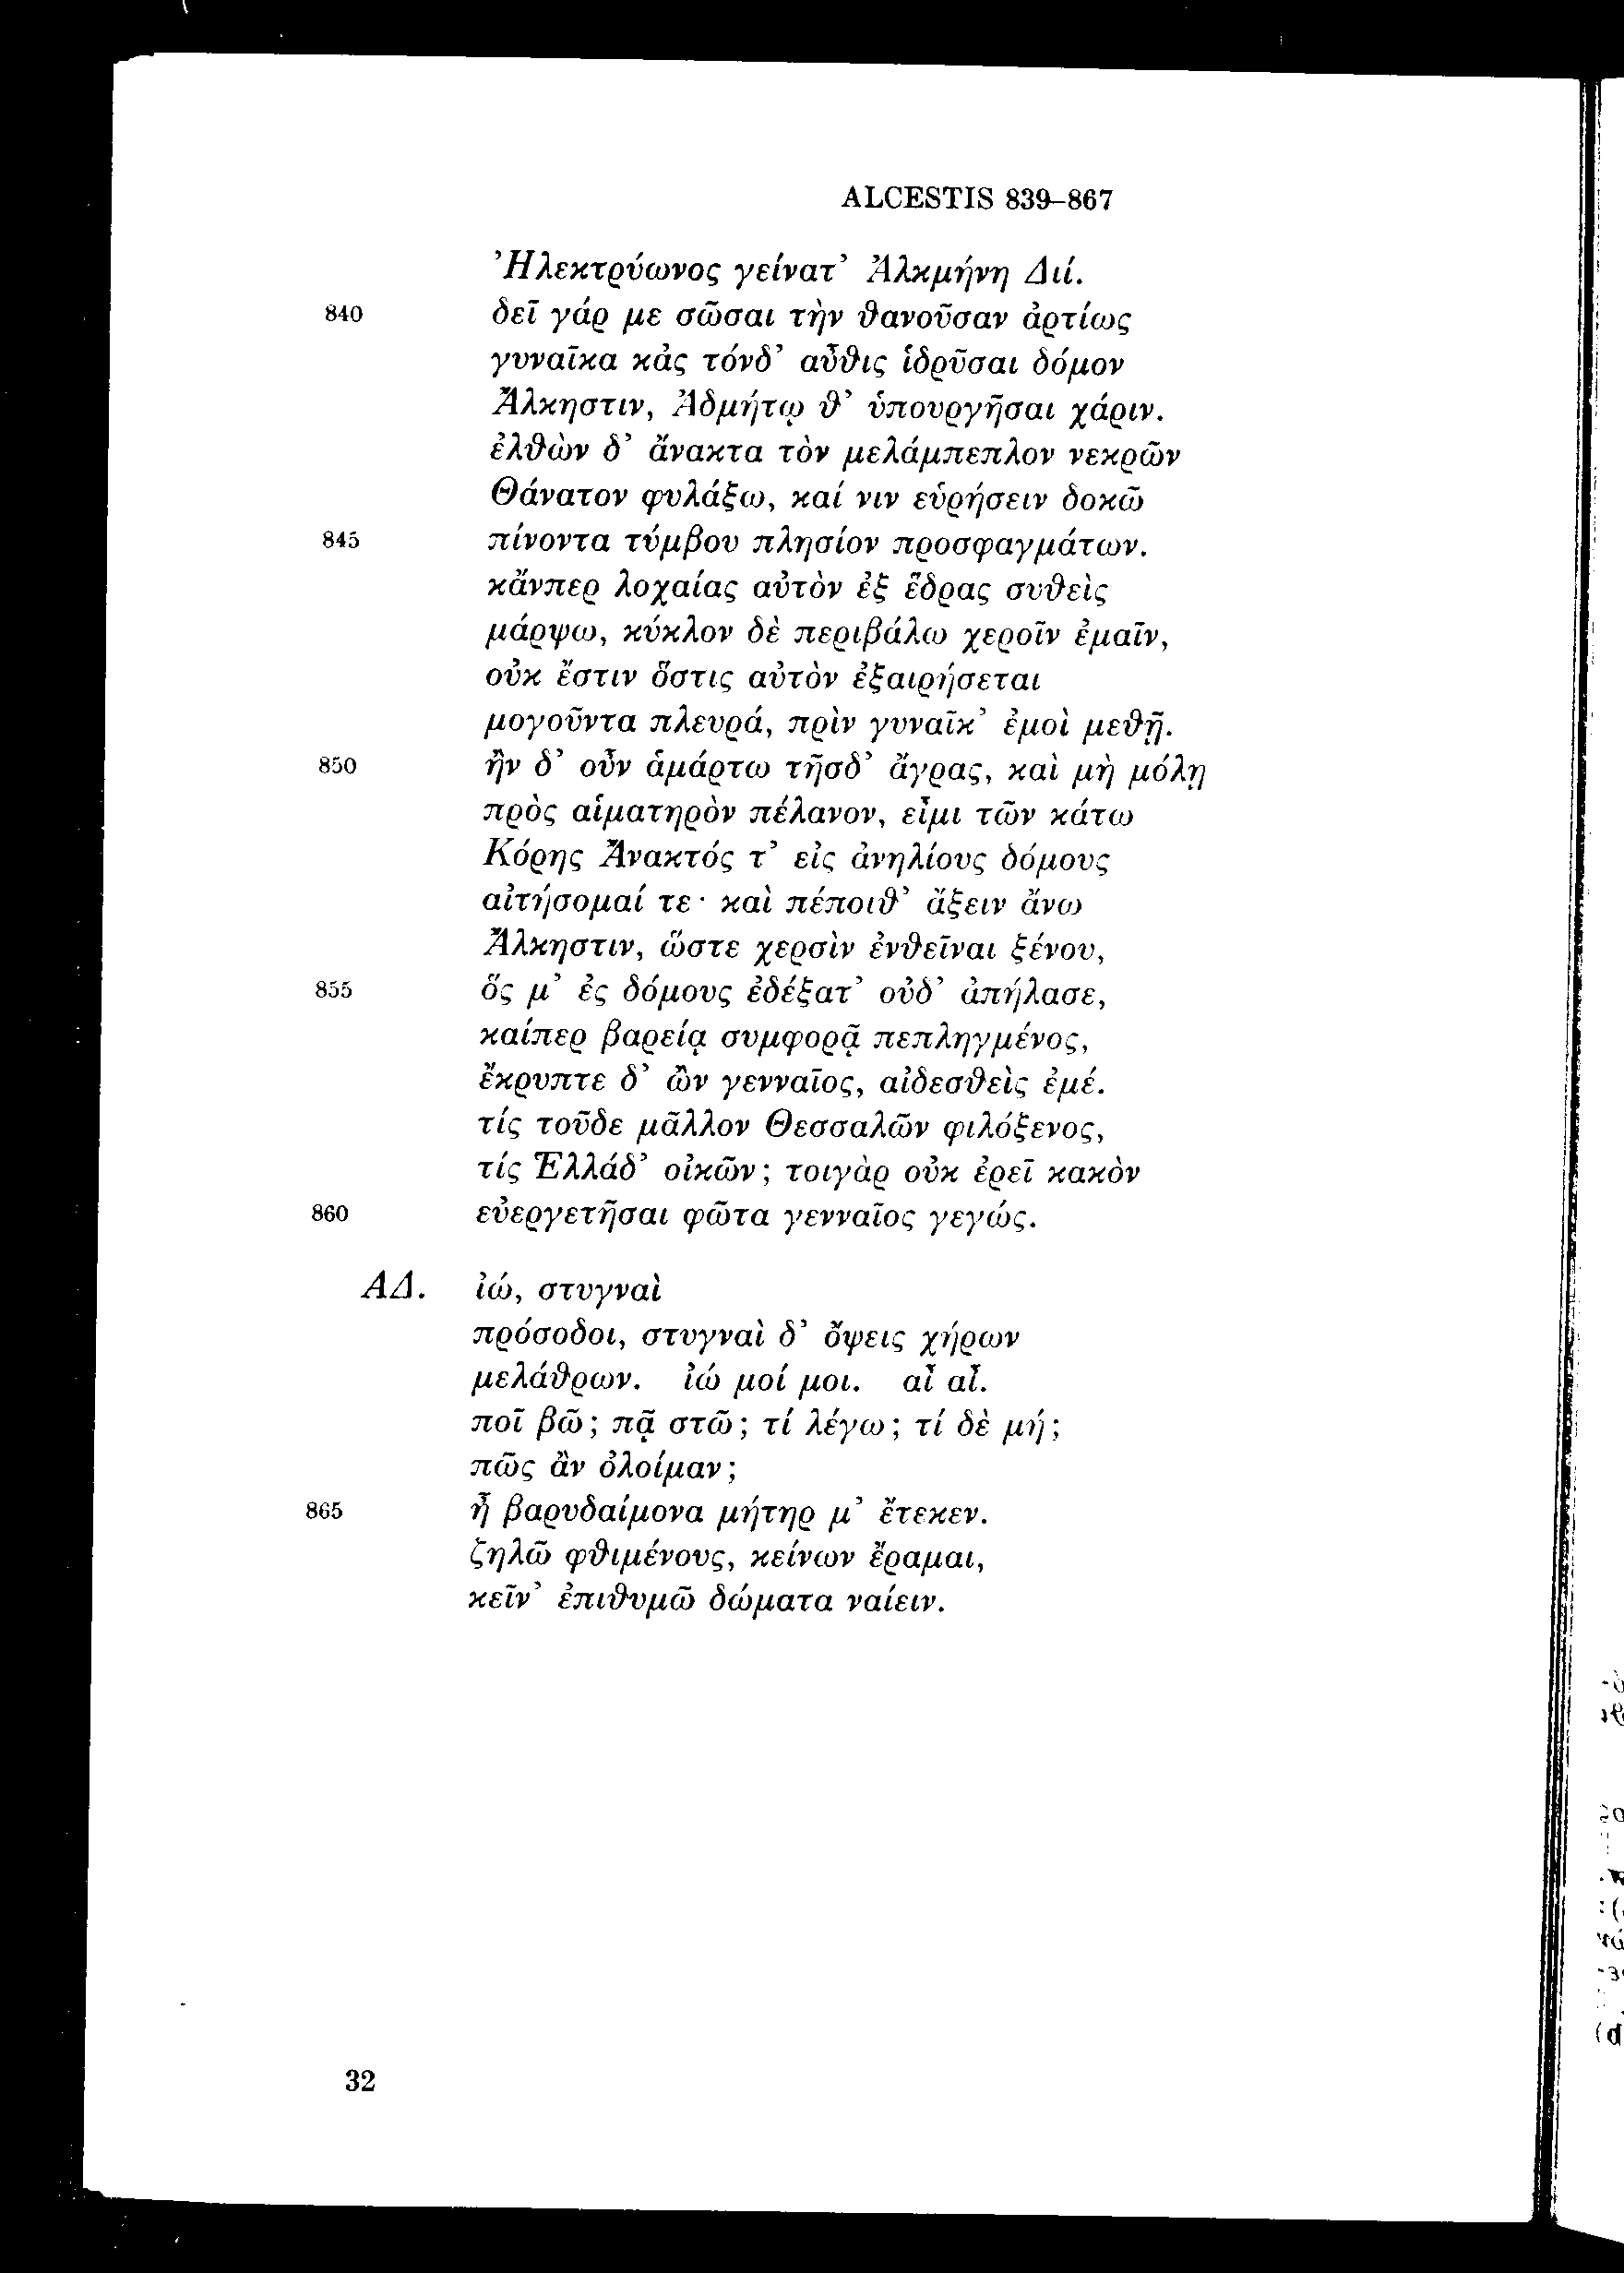 ALCESTIS 839–867
Ἠλεκτρύωνος γείνατ’ Ἀλκμήνη Διί.
840 δεῖ γάρ με σῶσαι τὴν θανοῦσαν ἀρτίως
γυναῖκα κἀς τόνδ’ αὖθις ἱδρῦσαι δόμον
Ἄλκηστιν, Ἀδμήτῳ θ’ ὑπουργῆσαι χάριν.
ἐλθὼν δ’ ἄνακτα τὸν μελάμπεπλον νεκρῶν
Θάνατον φυλάξω, καί νιν εὑρήσειν δοκῶ
845 πίνοντα τύμβου πλησίον προσφαγμάτων.
κἄνπερ λοχαίας αὐτὸν ἐξ ἕδρας συθεὶς
μάρψω, κύκλον δὲ περιβάλω χεροῖν ἐμαῖν,
οὐκ ἔστιν ὅστις αὐτὸν ἐξαιρήσεται
μογοῦντα πλευρά, πρὶν γυναῖκ’ ἐμοὶ μεθῇ.
850 ἢν δ’ οὖν ἁμάρτω τῆσδ’ ἄγρας, καὶ μὴ μόλῃ
πρὸς αἱματηρὸν πέλανον, εἶμι τῶν κάτω
Κόρης Ἄνακτός τ’ εἰς ἀνηλίους δόμους
αἰτήσομαί τε· καὶ πέποιθ’ ἄξειν ἄνω
Ἄλκηστιν, ὥστε χερσὶν ἐνθεῖναι ξένου,
855 ὅς μ’ ἐς δόμους ἐδέξατ’ οὐδ’ ἀπήλασε,
καίπερ βαρείᾳ συμφορᾷ πεπληγμένος,
ἔκρυπτε δ’ ὢν γενναῖος, αἰδεσθεὶς ἐμέ.
τίς τοῦδε μᾶλλον Θεσσαλῶν φιλόξενος,
τίς Ἑλλάδ’ οἰκῶν; τοιγὰρ οὐκ ἐρεῖ κακὸν
860 εὐεργετῆσαι φῶτα γενναῖος γεγώς.
ΑΔ. ἰώ, στυγναὶ
πρόσοδοι, στυγναὶ δ’ ὄψεις χήρων
μελάθρων. ἰώ μοί μοι. αἶ αἶ.
ποῖ βῶ; πᾷ στῶ; τί λέγω; τί δὲ μή;
πῶς ἂν ὀλοίμαν;
865 ἦ βαρυδαίμονα μήτηρ μ’ ἔτεκεν.
ζηλῶ φθιμένους, κείνων ἔραμαι,
κεῖν’ ἐπιθυμῶ δώματα ναίειν.
32